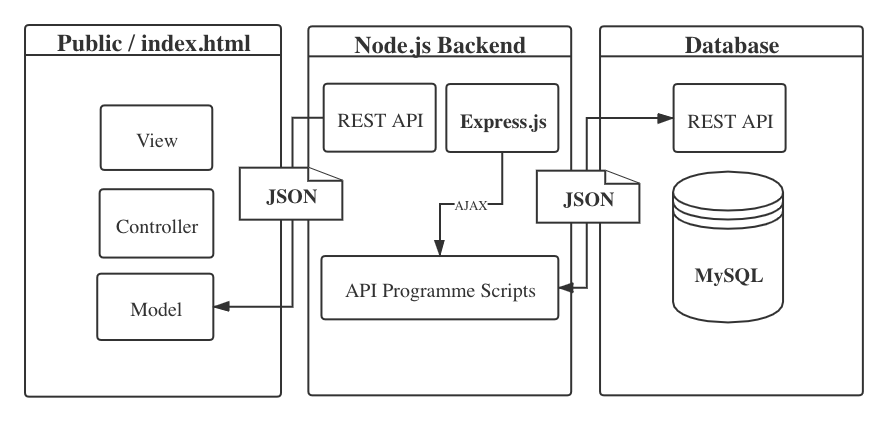 Public / index.html
Node.js Backend
Database
View
Controller
Model
JSON
REST API
Express.js
AJAX
API Programme Scripts
JSON
REST API
MySQL